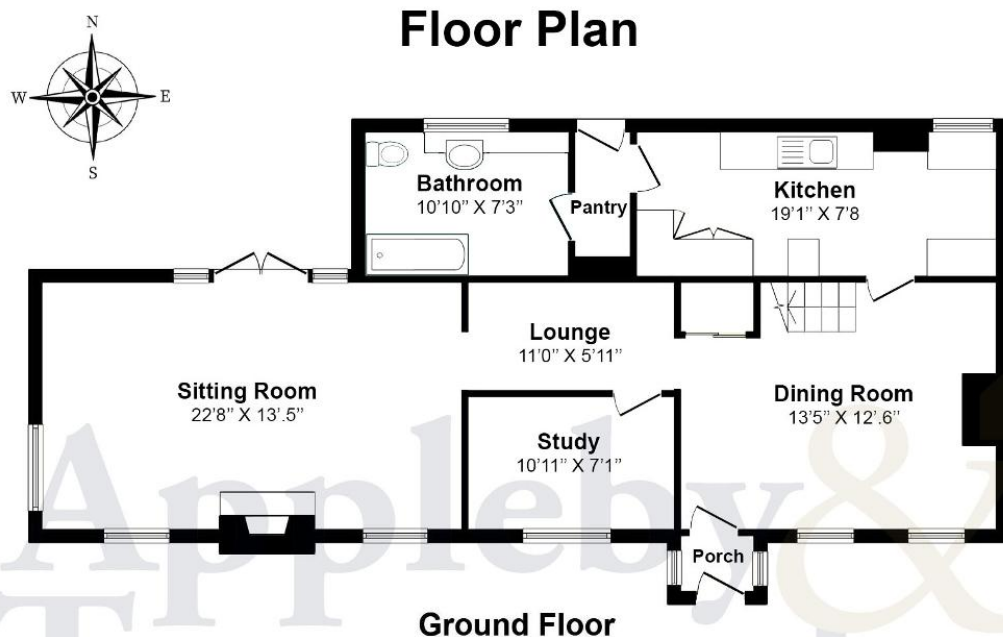 Floor Plan
N
W
E
S
Bathroom
10'10" X 7'3"
Pantry
Kitchen
19'1" X 7'8
Lounge
11'0" X 5'11"
Sitting Room
22'8" X 13'.5"
Dining Room
13'5" X 12'.6"
Study
10'11" X 7'1"
Porch
Appleby&
Ground Floor